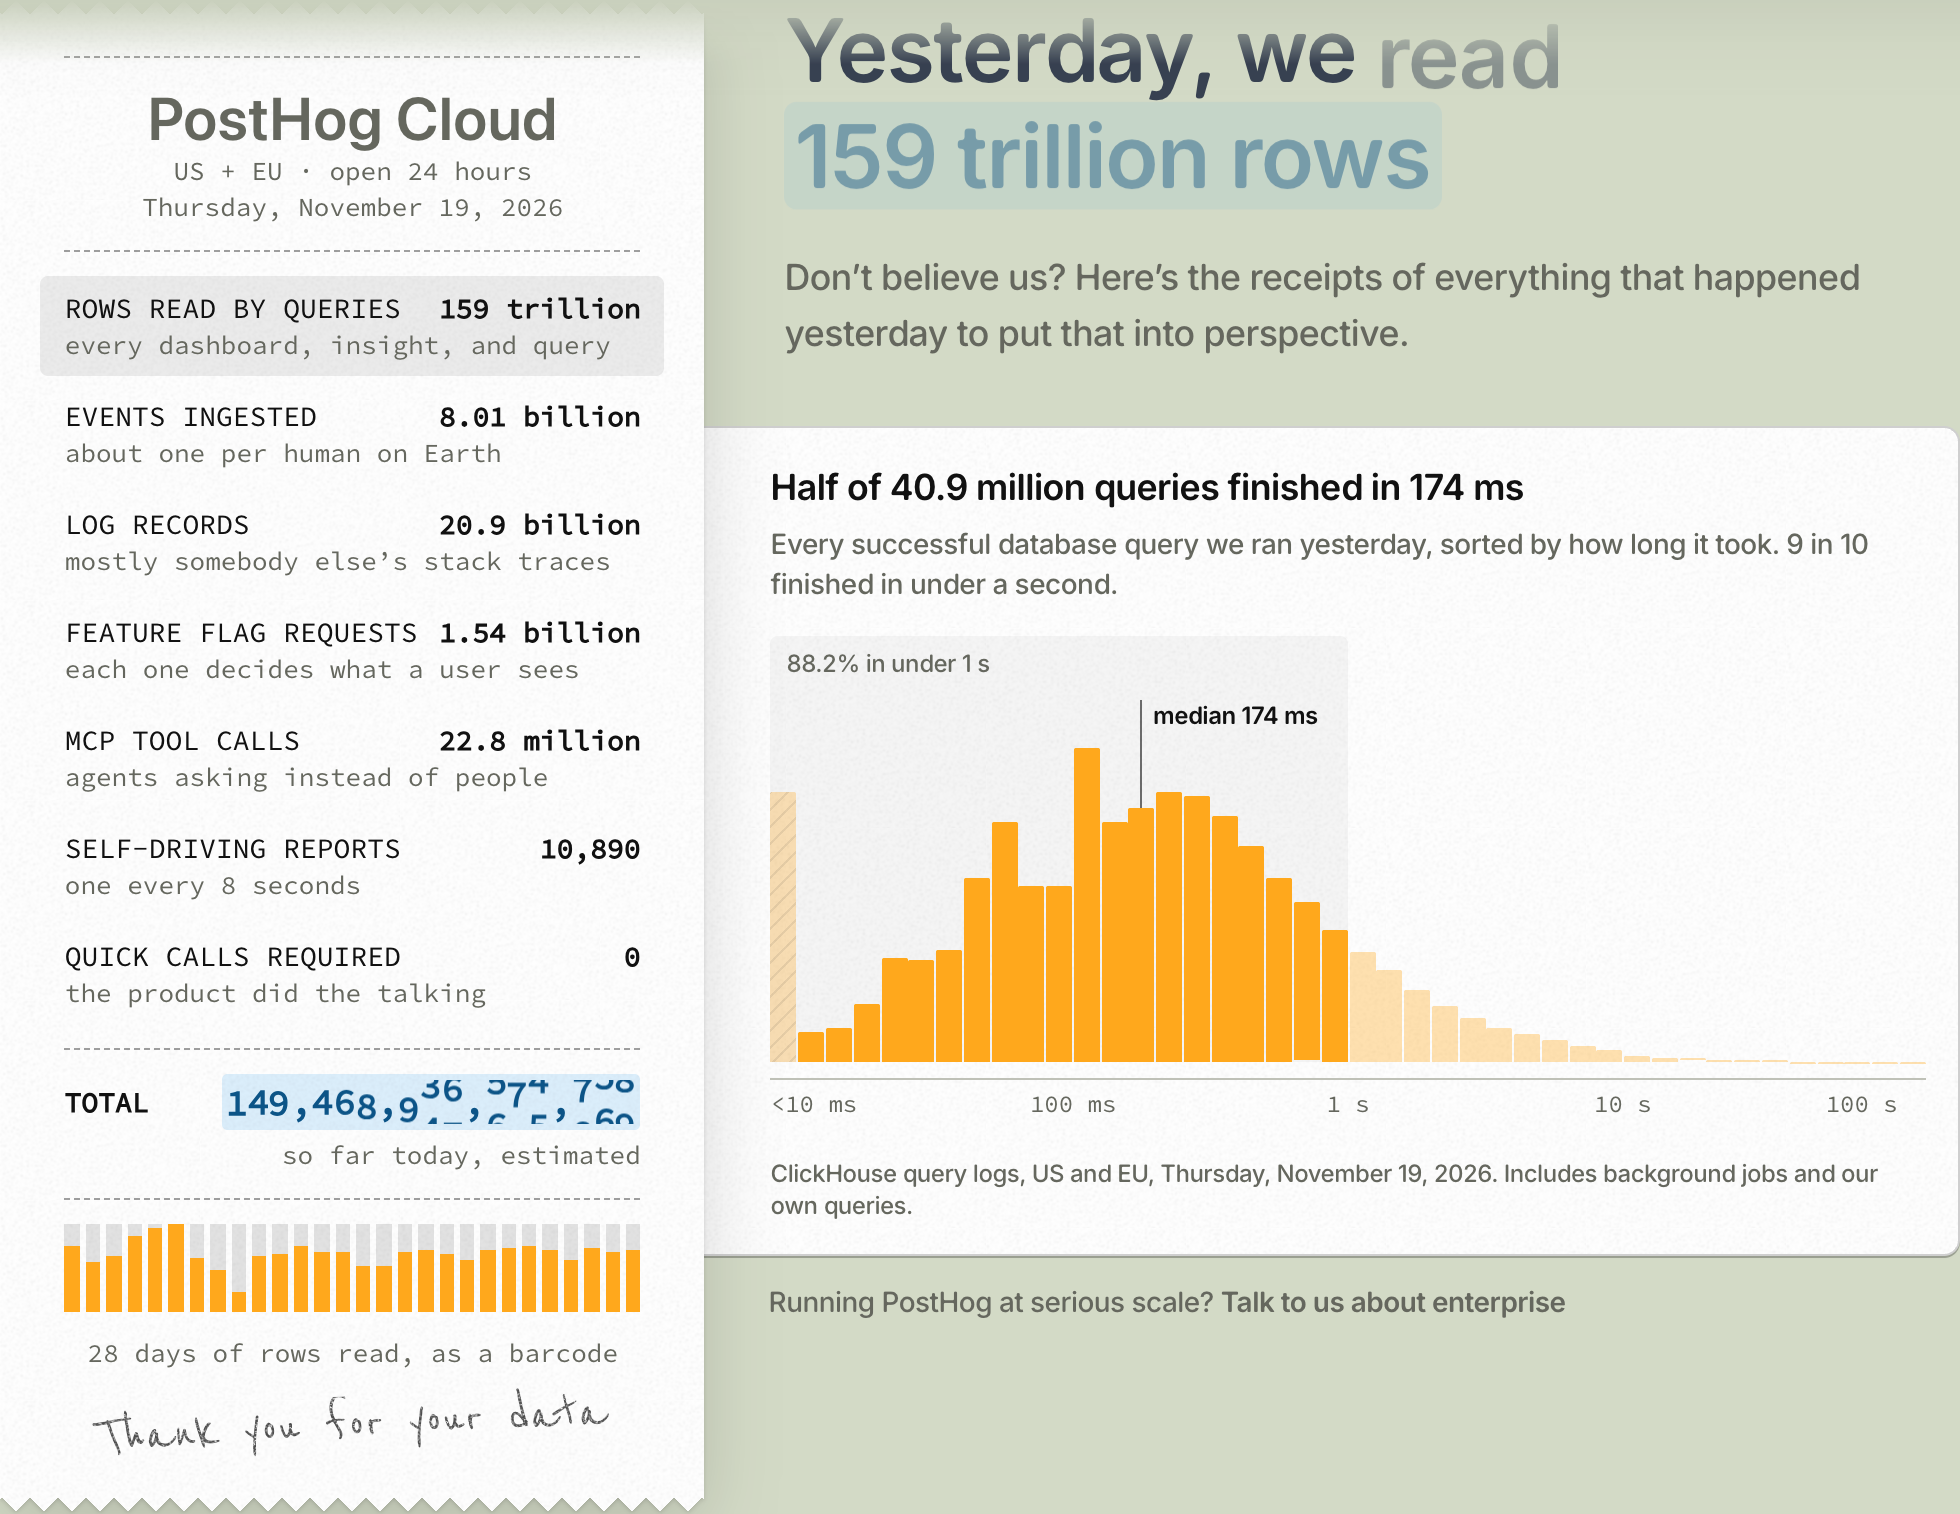 PostHog Cloud
US + EU · open 24 hours
Thursday, November 19, 2026
ROWS READ BY QUERIES 159 trillion
every dashboard, insight, and query
EVENTS INGESTED 8.01 billion
about one per human on Earth
LOG RECORDS 20.9 billion
mostly somebody else’s stack traces
FEATURE FLAG REQUESTS 1.54 billion
each one decides what a user sees
MCP TOOL CALLS 22.8 million
agents asking instead of people
SELF-DRIVING REPORTS 10,890
one every 8 seconds
QUICK CALLS REQUIRED 0
the product did the talking
TOTAL
so far today, estimated
28 days of rows read, as a barcode
Thank you for your data
Yesterday, we read
159 trillion rows
Don’t believe us? Here’s the receipts of everything that happened
yesterday to put that into perspective.
Half of 40.9 million queries finished in 174 ms
Every successful database query we ran yesterday, sorted by how long it took. 9 in 10
finished in under a second.
88.2% in under 1 s
median 174 ms
<10 ms 100 ms 1 s 10 s 100 s
ClickHouse query logs, US and EU, Thursday, November 19, 2026. Includes background jobs and our
own queries.
Running PostHog at serious scale? Talk to us about enterprise